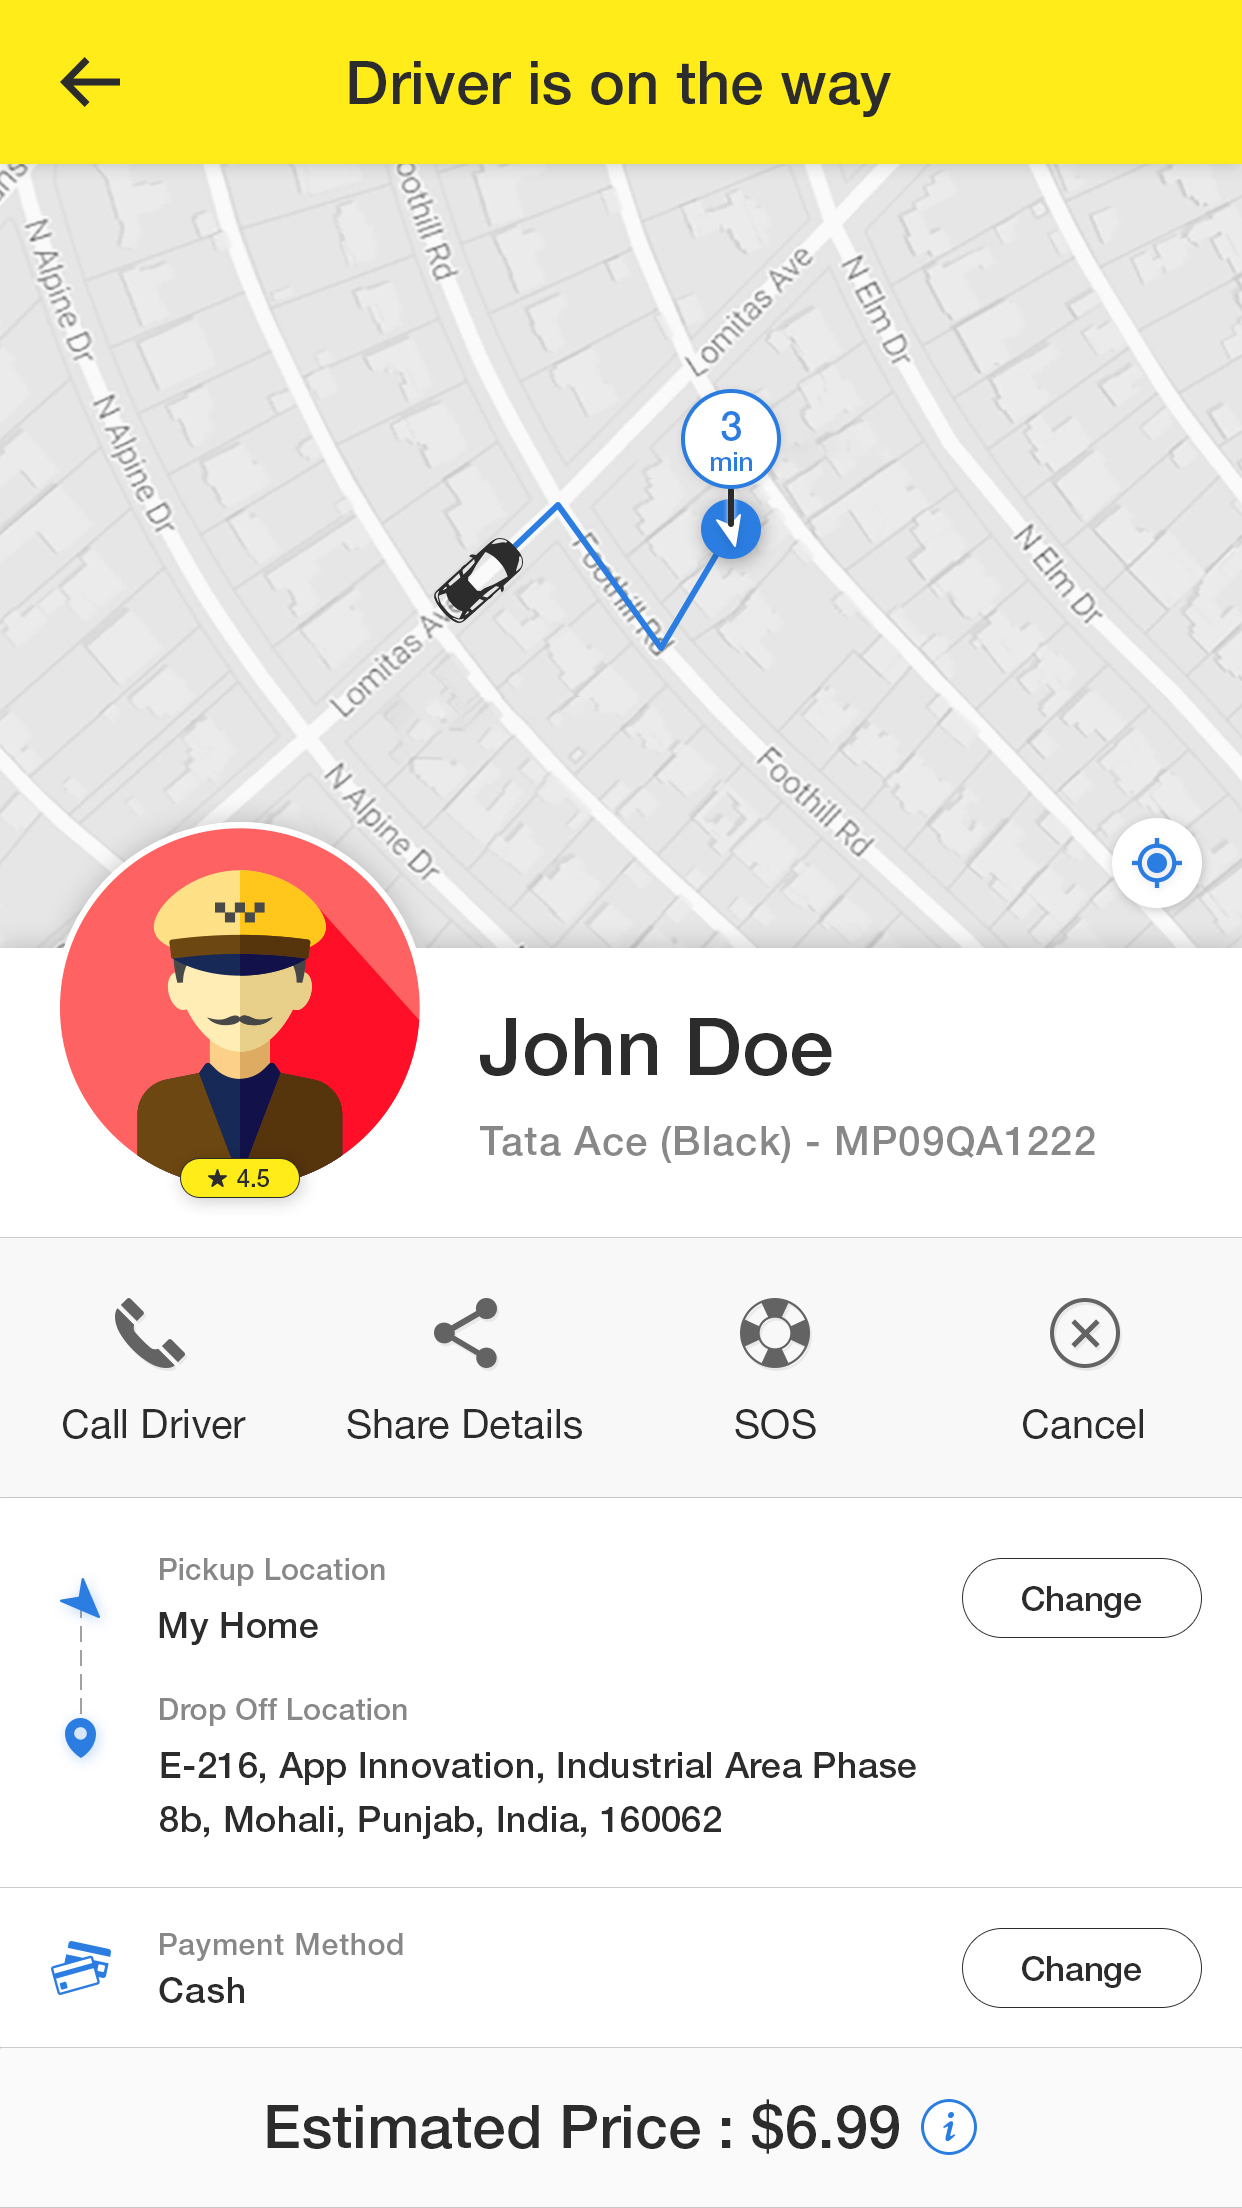 Driver is on the way
N Alpine Dr
oothill Rd
Lomitas Ave
N Elm Dr
N Alpine Dr
3
min
Foothill Rd
N Elm Dr
Lomitas Av
N Alpine Dr
Foothill Rd
4.5
John Doe
Tata Ace (Black) - MP09QA1222
Call Driver
Share Details
SOS
Cancel
Pickup Location
My Home
Change
Drop Off Location
E-216, App Innovation, Industrial Area Phase
8b, Mohali, Punjab, India, 160062
Payment Method
Cash
Change
Estimated Price : $6.99 i